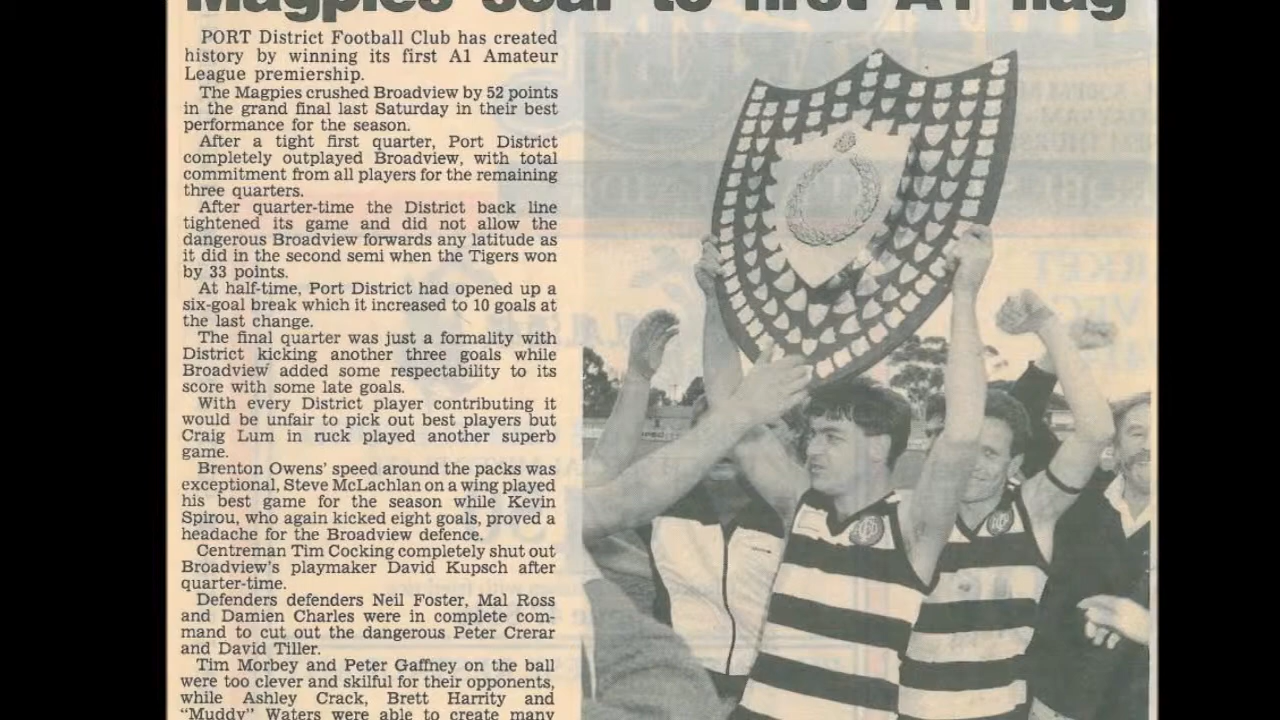 Magpies soar to first A1 flag
PORT District Football Club has created
history by winning its first A1 Amateur
League premiership.
The Magpies crushed Broadview by 52 points
in the grand final last Saturday in their best
performance for the season.
After a tight first quarter, Port District
completely outplayed Broadview, with total
commitment from all players for the remaining
three quarters.
After quarter-time the District back line
tightened its game and did not allow the
dangerous Broadview forwards any latitude as
it did in the second semi when the Tigers won
by 33 points.
At half-time, Port District had opened up a
six-goal break which it increased to 10 goals at
the last change.
The final quarter was just a formality with
District kicking another three goals while
Broadview added some respectability to its
score with some late goals.
With every District player contributing it
would be unfair to pick out best players but
Craig Lum in ruck played another superb
game.
Brenton Owens' speed around the packs was
exceptional, Steve McLachlan on a wing played
his best game for the season while Kevin
Spirou, who again kicked eight goals, proved a
headache for the Broadview defence.
Centreman Tim Cocking completely shut out
Broadview's playmaker David Kupsch after
quarter-time.
Defenders defenders Neil Foster, Mal Ross
and Damien Charles were in complete com-
mand to cut out the dangerous Peter Crerar
and David Tiller.
Tim Morbey and Peter Gaffney on the ball
were too clever and skilful for their opponents,
while Ashley Crack, Brett Harrity and
"Muddy" Waters were able to create many